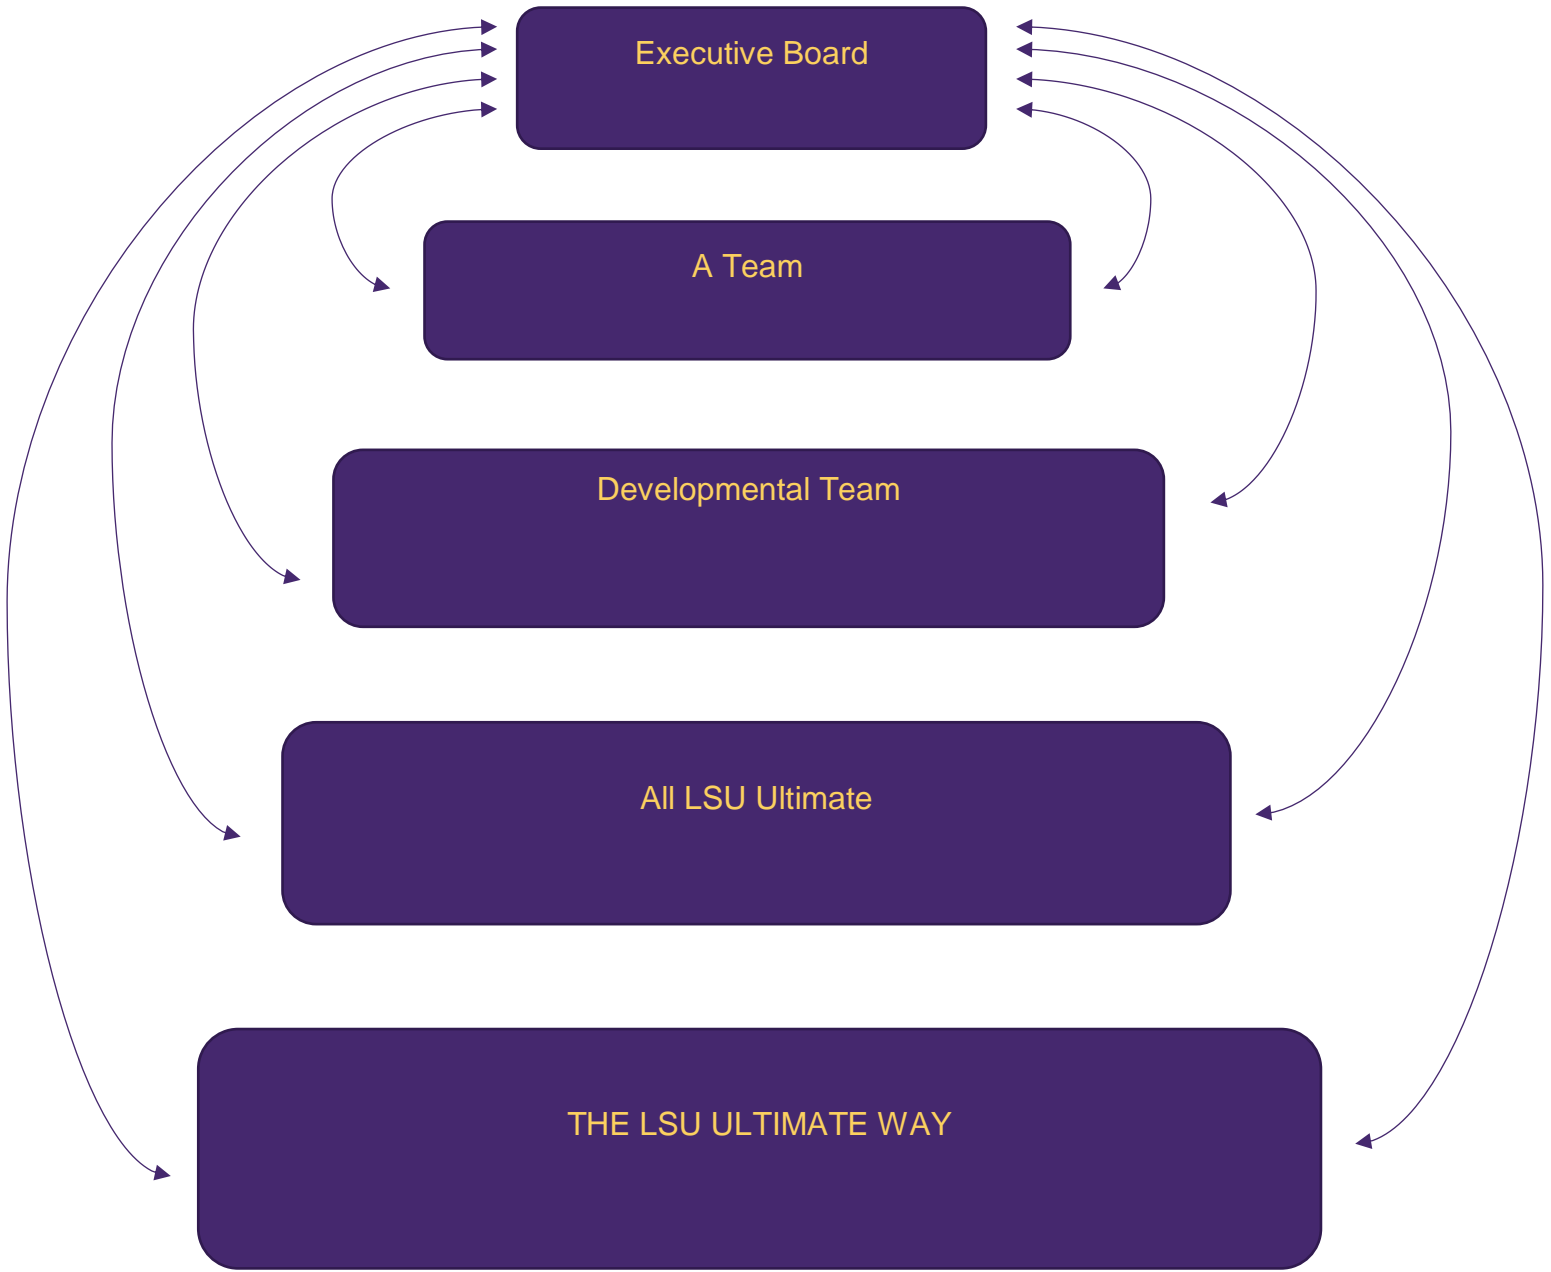 Executive Board
A Team
Developmental Team
All LSU Ultimate
THE LSU ULTIMATE WAY